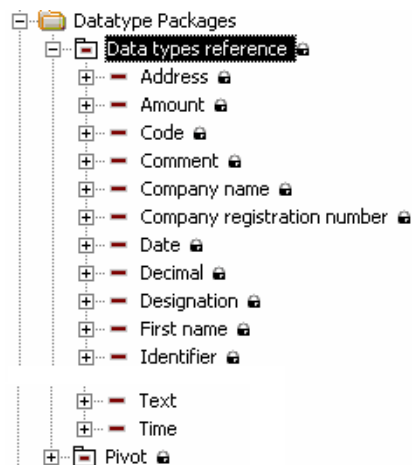 Datatype Packages
Data types reference
Address
Amount
Code
Comment
Company name
Company registration number
Date
Decimal
Designation
First name
Identifier
Text
Time
Pivot